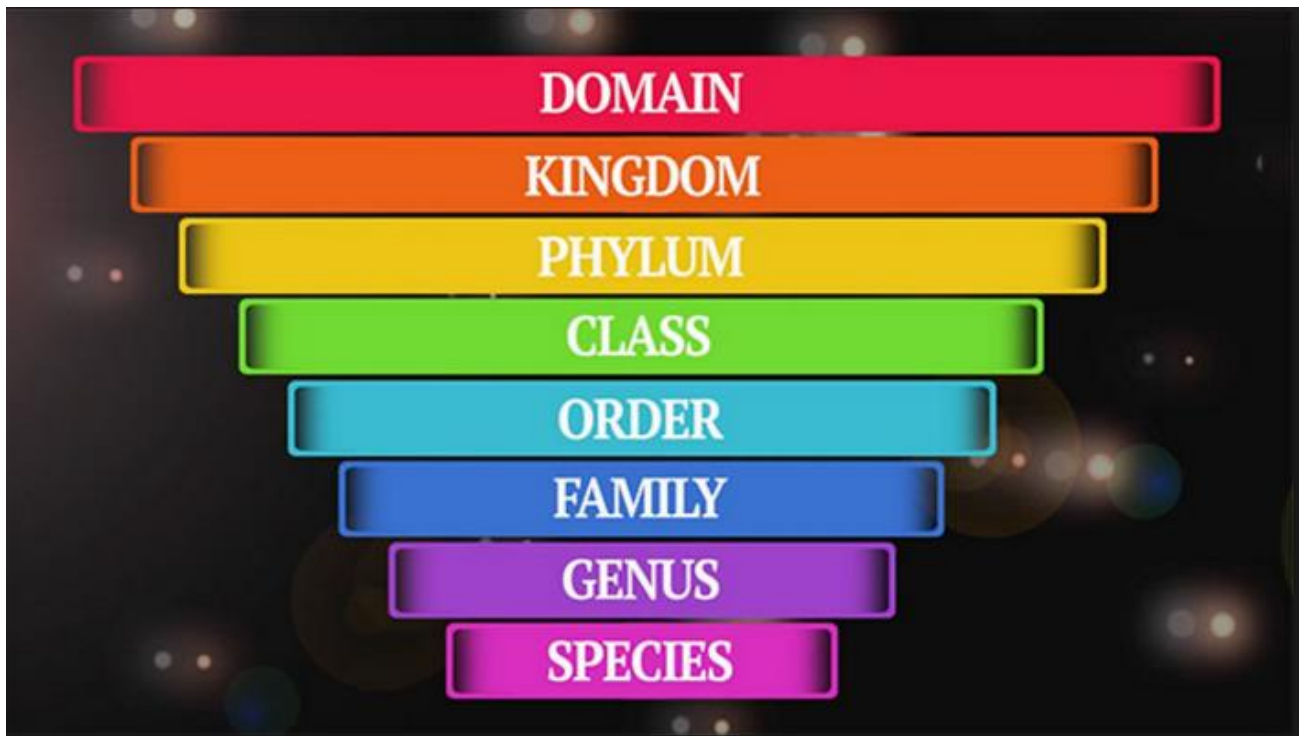 DOMAIN
KINGDOM
PHYLUM
CLASS
ORDER
FAMILY
GENUS
SPECIES